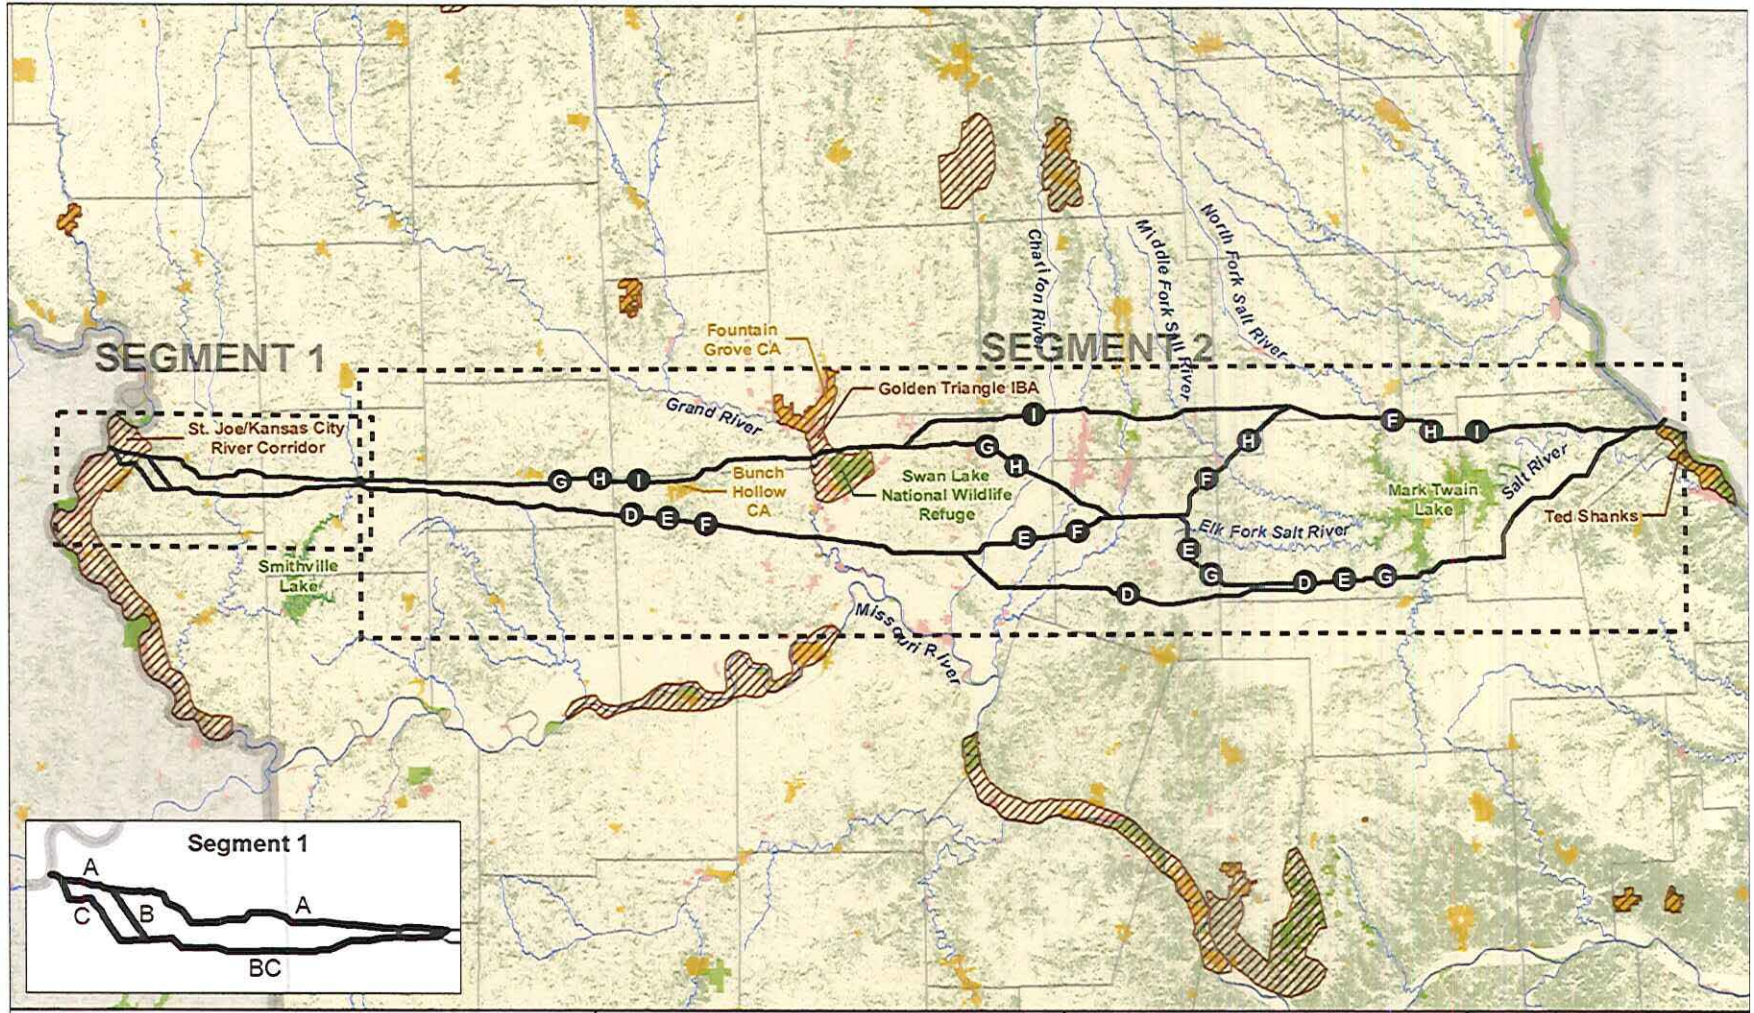 Fountain
Grove CA
SEGMENT 1
SEGMENT 2
Chariton River
Middle Fork Salt River
North Fork Salt River
Golden Triangle IBA
Grand River
St. Joe/Kansas City
River Corridor
I
F
H
I
G
H
H
G
H
I
Bunch
Hollow
CA
Swan Lake
National Wildlife
Refuge
F
Mark Twain
Lake
Salt River
Ted Shanks
D
E
F
E
F
Elk Fork Salt River
E
G
D
E
G
D
Smithville
Lake
Missouri River
Segment 1
A
A
C
B
BC